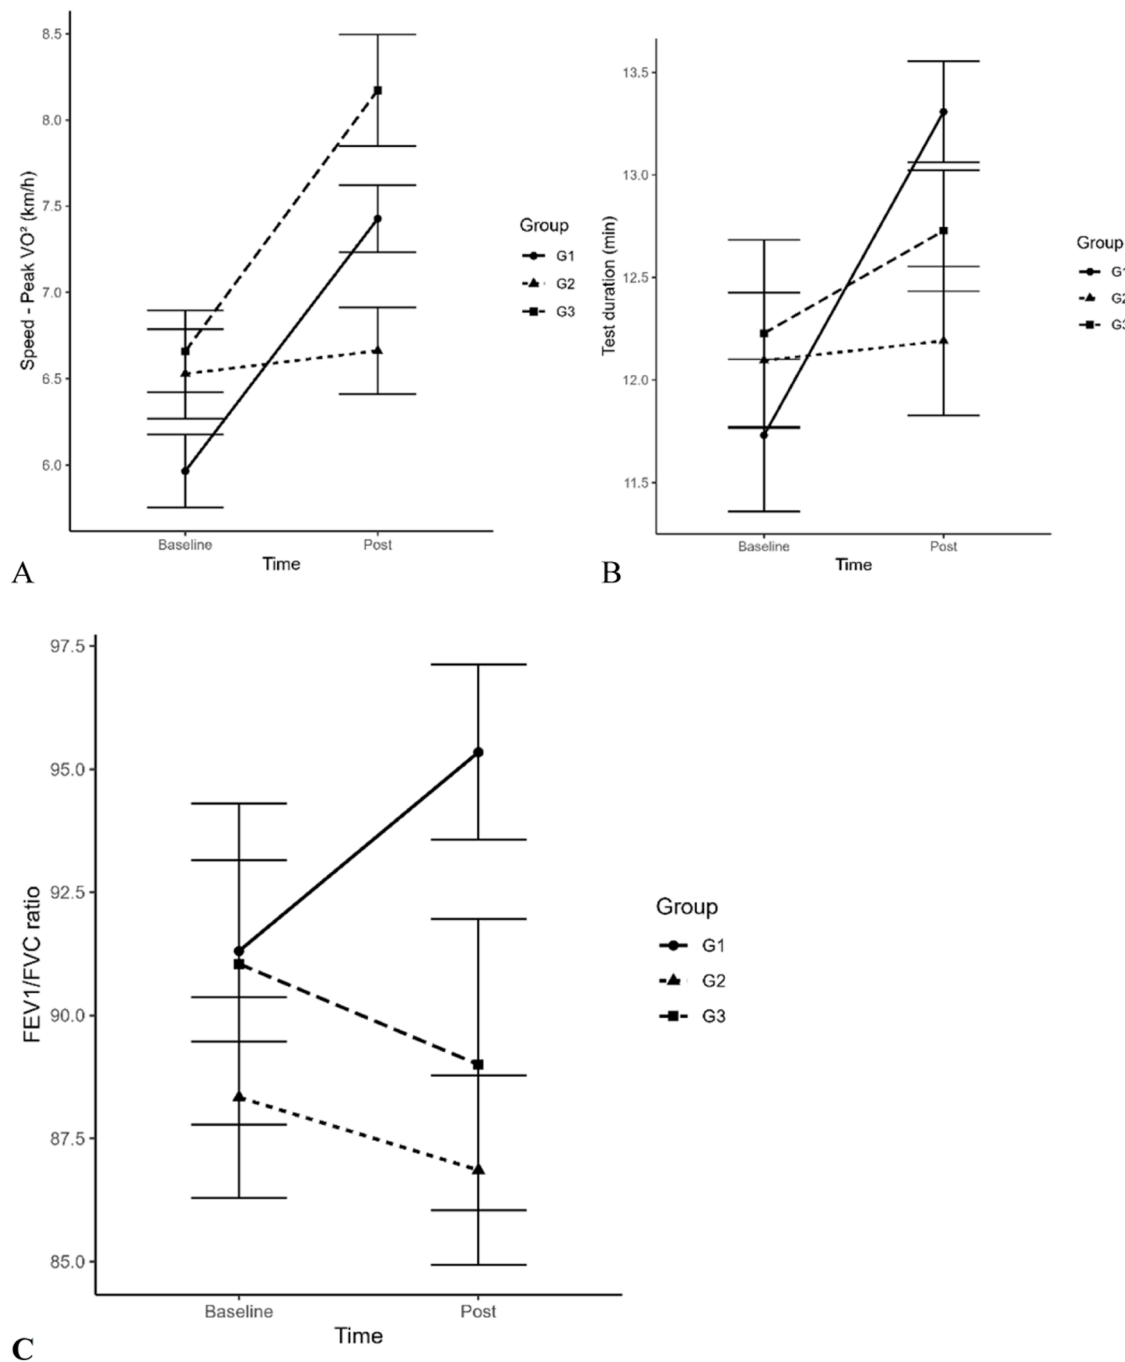 8.5
8.0
7.5
7.0
6.5
6.0
Speed - Peak VO² (km/h)
Baseline
Post
Time
Group
G1
G2
G3
A
13.5
13.0
12.5
12.0
11.5
Test duration (min)
Baseline
Post
Time
Group
G1
G2
G3
B
97.5
95.0
92.5
90.0
87.5
85.0
FEV1/FVC ratio
Baseline
Post
Time
Group
G1
G2
G3
C